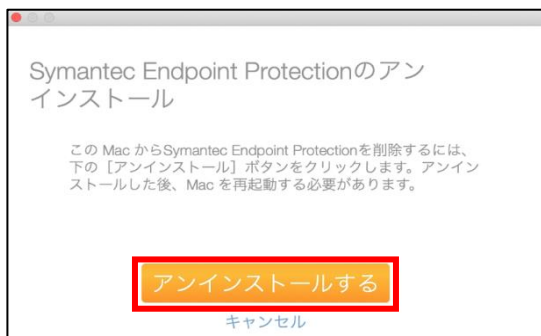 Symantec Endpoint Protectionのアン
インストール
この Mac からSymantec Endpoint Protectionを削除するには、
下の［アンインストール］ボタンをクリックします。アンイン
ストールした後、Mac を再起動する必要があります。
アンインストールする
キャンセル